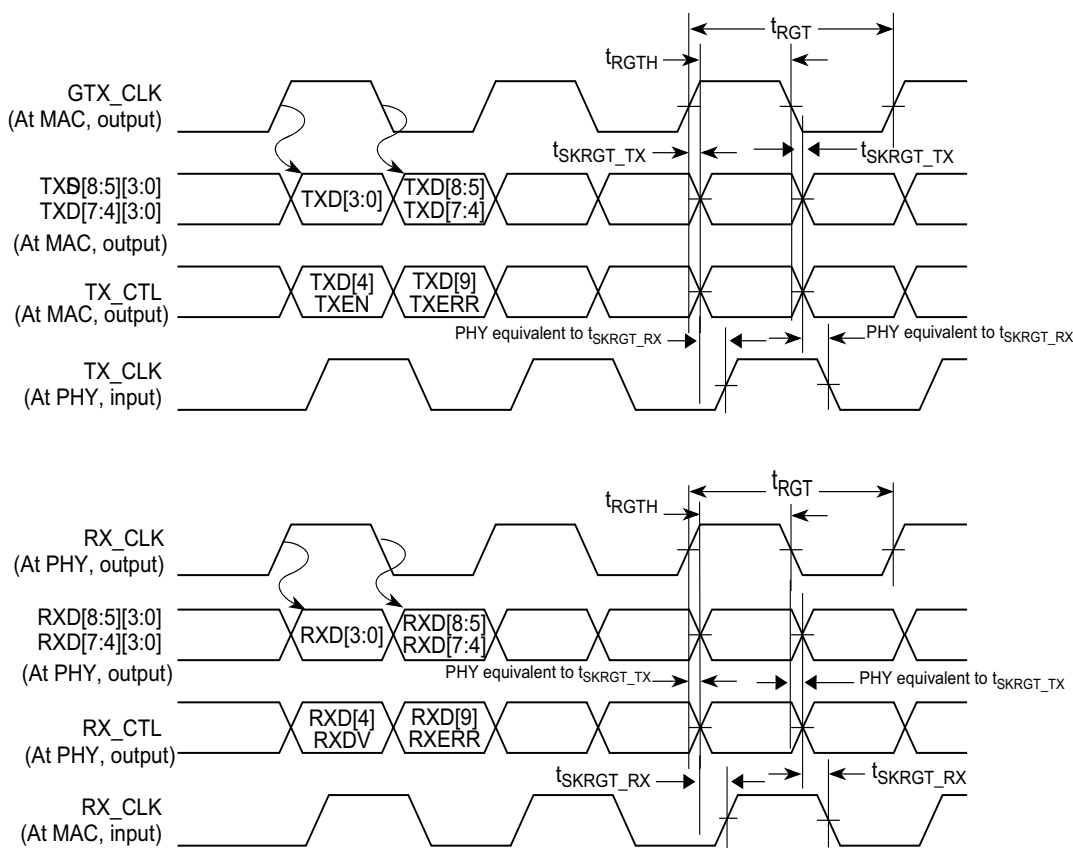 tRGT
tRGTH
GTX_CLK
(At MAC, output)
tSKRGT_TX
tSKRGT_TX
TXD[8:5][3:0]
TXD[7:4][3:0]
(At MAC, output)
TXD[3:0]
TXD[8:5]
TXD[7:4]
TX_CTL
(At MAC, output)
TXD[4]
TXEN
TXD[9]
TXERR
PHY equivalent to tSKRGT_RX
PHY equivalent to tSKRGT_RX
TX_CLK
(At PHY, input)
tRGT
tRGTH
RX_CLK
(At PHY, output)
RXD[8:5][3:0]
RXD[7:4][3:0]
(At PHY, output)
RXD[3:0]
RXD[8:5]
RXD[7:4]
PHY equivalent to tSKRGT_TX
PHY equivalent to tSKRGT_TX
RX_CTL
(At PHY, output)
RXD[4]
RXDV
RXD[9]
RXERR
tSKRGT_RX
tSKRGT_RX
RX_CLK
(At MAC, input)